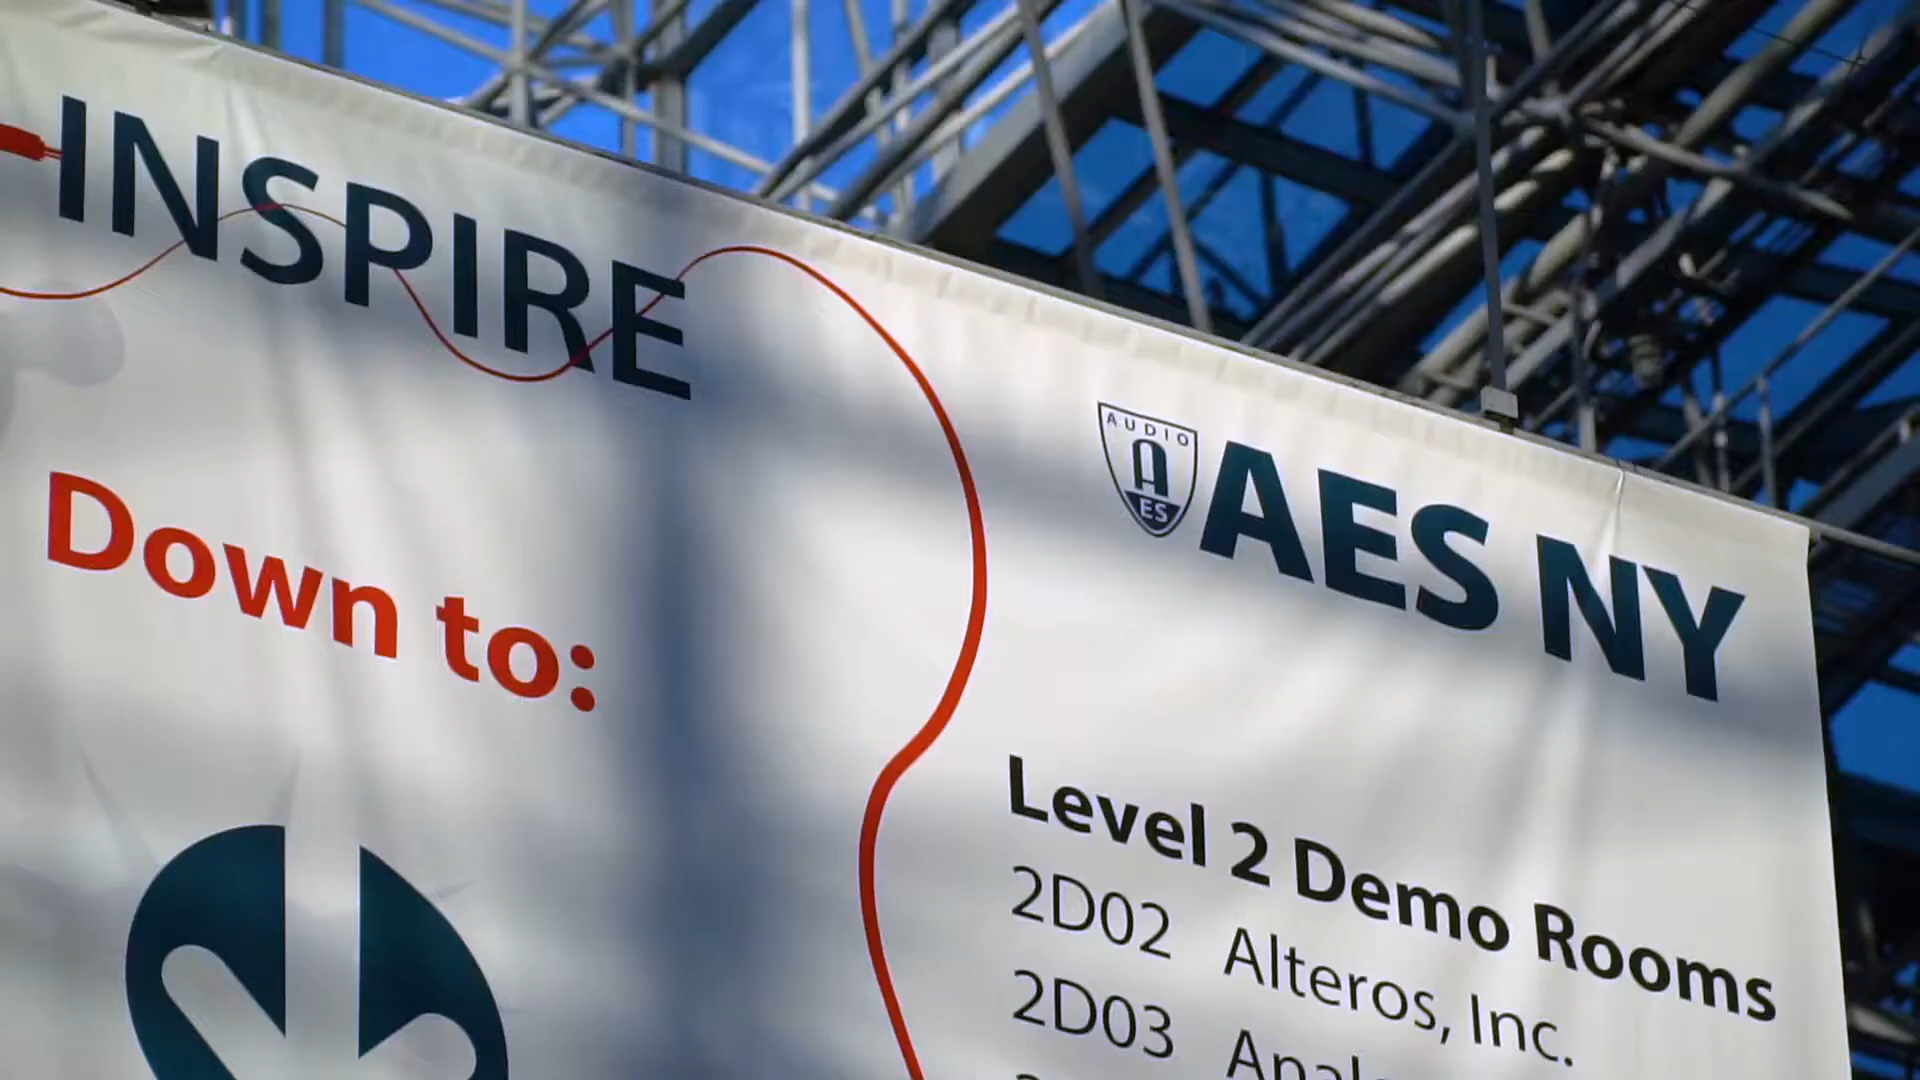 INSPIRE
Down to:
AUDIO
A
ES
AES NY
Level 2 Demo Rooms
2D02 Alteros, Inc.
2D03